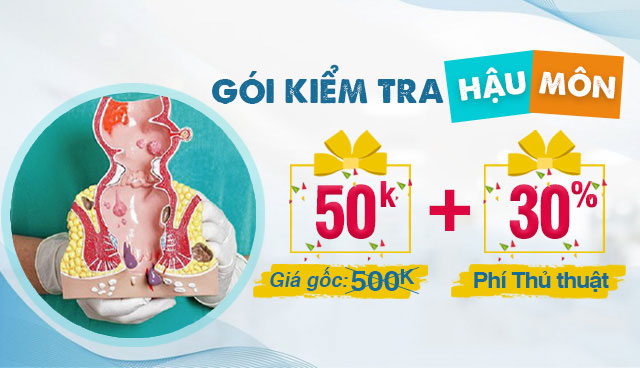 GÓI KIỂM TRA HẬU MÔN
50k + 30%
Giá gốc: 500K
Phí Thủ thuật